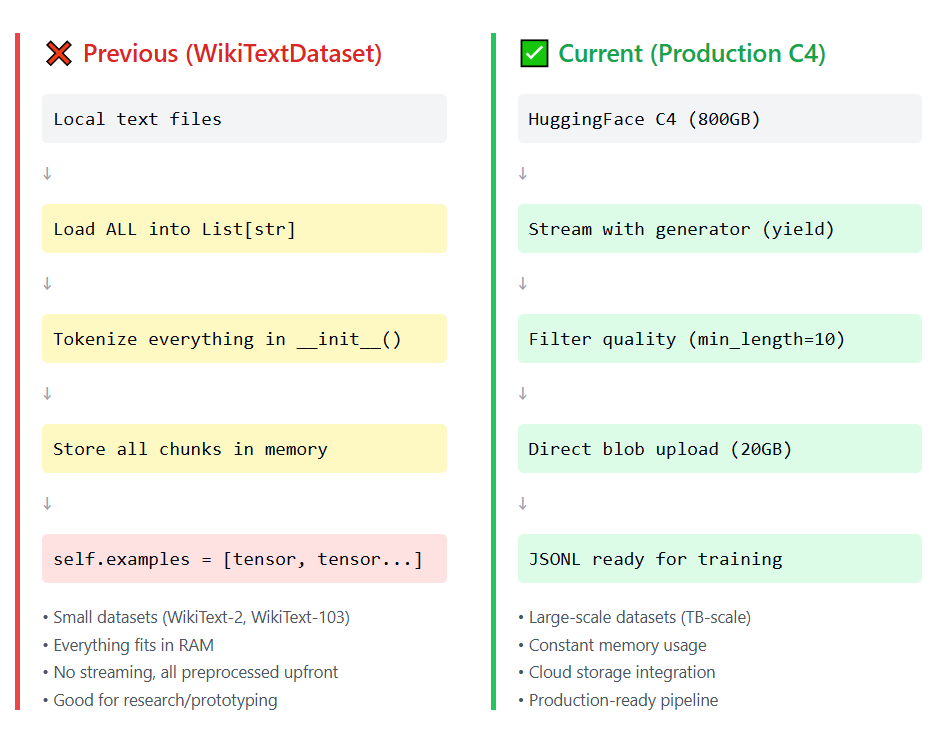 ❌ Previous (WikiTextDataset)
Local text files
↓
Load ALL into List[str]
↓
Tokenize everything in __init__()
↓
Store all chunks in memory
↓
self.examples = [tensor, tensor...]
• Small datasets (WikiText-2, WikiText-103)
• Everything fits in RAM
• No streaming, all preprocessed upfront
• Good for research/prototyping
✅ Current (Production C4)
HuggingFace C4 (800GB)
↓
Stream with generator (yield)
↓
Filter quality (min_length=10)
↓
Direct blob upload (20GB)
↓
JSONL ready for training
• Large-scale datasets (TB-scale)
• Constant memory usage
• Cloud storage integration
• Production-ready pipeline